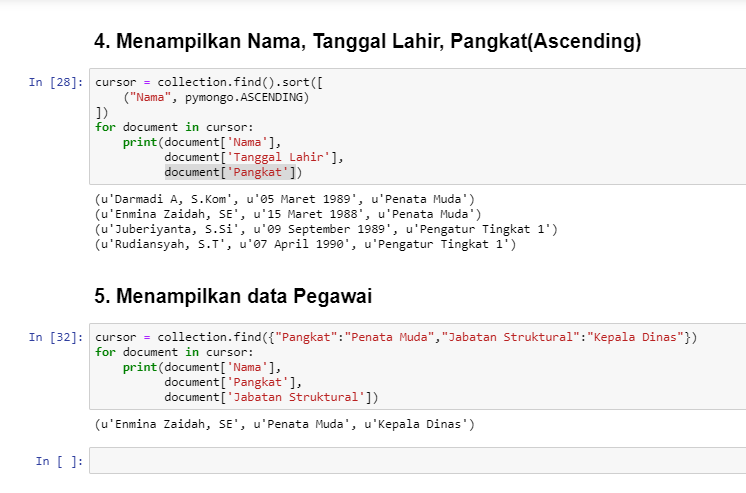 4. Menampilkan Nama, Tanggal Lahir, Pangkat(Ascending)
In [28]: cursor = collection.find().sort([
("Nama", pymongo.ASCENDING)
])
for document in cursor:
print(document['Nama'],
document['Tanggal Lahir'],
document['Pangkat'])
(u'Darmadi A, S.Kom', u'05 Maret 1989', u'Penata Muda')
(u'Enmina Zaidah, SE', u'15 Maret 1988', u'Penata Muda')
(u'Juberiyanta, S.Si', u'09 September 1989', u'Pengatur Tingkat 1')
(u'Rudiansyah, S.T', u'07 April 1990', u'Pengatur Tingkat 1')
5. Menampilkan data Pegawai
In [32]: cursor = collection.find({"Pangkat":"Penata Muda","Jabatan Struktural":"Kepala Dinas"})
for document in cursor:
print(document['Nama'],
document['Pangkat'],
document['Jabatan Struktural'])
(u'Enmina Zaidah, SE', u'Penata Muda', u'Kepala Dinas')
In [ ]: